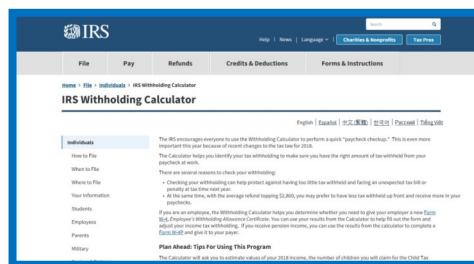 IRS
Search
Help | News | Language | Charities & Nonprofits Tax Pros
File Pay Refunds Credits & Deductions Forms & Instructions
Home > File > Individuals > IRS Withholding Calculator
IRS Withholding Calculator
English | Español | 中文 (繁體) | 한국어 | Русский | Tiếng Việt
Individuals
How to File
When to File
Where to File
Your Information
Students
Employees
Parents
Military
The IRS encourages everyone to use the Withholding Calculator to perform a quick "paycheck checkup." This is even more
important this year because of recent changes to the tax law for 2018.
The Calculator helps you identify your tax withholding to make sure you have the right amount of tax withheld from your
paycheck at work.
There are several reasons to check your withholding:
• Checking your withholding can help protect against having too little tax withheld and facing an unexpected tax bill or
penalty at tax time next year.
• At the same time, with the average refund topping $2,800, you may prefer to have less tax withheld up front and receive more in your
paychecks.
If you are an employee, the Withholding Calculator helps you determine whether you need to give your employer a new Form
W-4, Employee's Withholding Allowance Certificate. You can use your results from the Calculator to help fill out the form and
adjust your income tax withholding. If you receive pension income, you can use the results from the calculator to complete a
Form W-4P and give it to your payer.
Plan Ahead: Tips For Using This Program
The Calculator will ask you to estimate values of your 2018 income, the number of children you will claim for the Child Tax